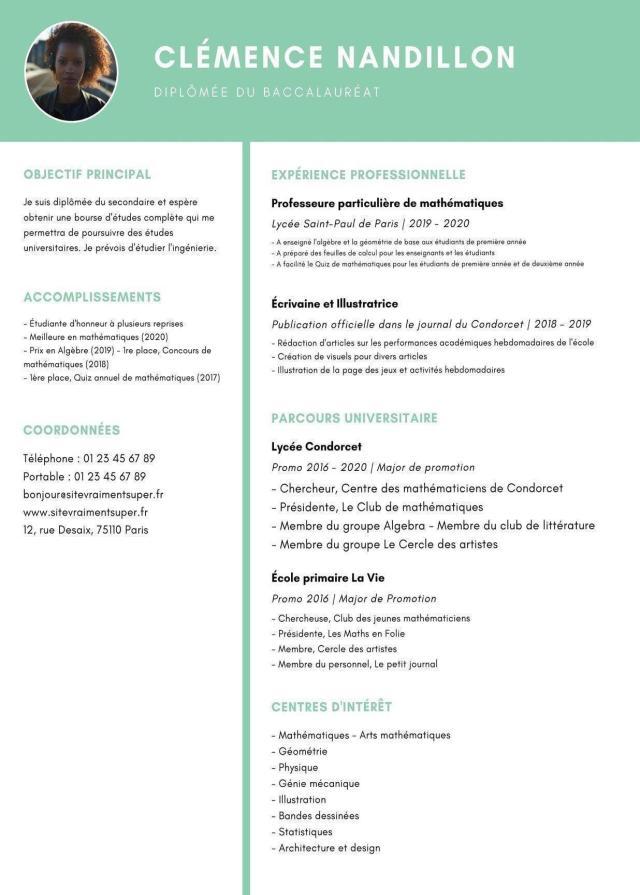 CLÉMENCE NANDILLON
DIPLÔMÉE DU BACCALAURÉAT
OBJECTIF PRINCIPAL
Je suis diplômée du secondaire et espère
obtenir une bourse d'études complète qui me
permettra de poursuivre des études
universitaires. Je prévois d'étudier l'ingénierie.
ACCOMPLISSEMENTS
- Étudiante d'honneur à plusieurs reprises
- Meilleure en mathématiques (2020)
- Prix en Algèbre (2019) - 1re place, Concours de
mathématiques (2018)
- 1ère place, Quiz annuel de mathématiques (2017)
COORDONNÉES
Téléphone : 01 23 45 67 89
Portable : 01 23 45 67 89
bonjour@sitevraimentsuper.fr
www.sitevraimentsuper.fr
12, rue Desaix, 75110 Paris
EXPÉRIENCE PROFESSIONNELLE
Professeure particulière de mathématiques
Lycée Saint-Paul de Paris | 2019 - 2020
- A enseigné l'algèbre et la géométrie de base aux étudiants de première année
- A préparé des feuilles de calcul pour les enseignants et les étudiants
- A facilité le Quiz de mathématiques pour les étudiants de première année et de deuxième année
Écrivaine et Illustratrice
Publication officielle dans le journal du Condorcet | 2018 - 2019
- Rédaction d'articles sur les performances académiques hebdomadaires de l'école
- Création de visuels pour divers articles
- Illustration de la page des jeux et activités hebdomadaires
PARCOURS UNIVERSITAIRE
Lycée Condorcet
Promo 2016 - 2020 | Major de promotion
- Chercheur, Centre des mathématiciens de Condorcet
- Présidente, Le Club de mathématiques
- Membre du groupe Algebra - Membre du club de littérature
- Membre du groupe Le Cercle des artistes
École primaire La Vie
Promo 2016 | Major de Promotion
- Chercheuse, Club des jeunes mathématiciens
- Présidente, Les Maths en Folie
- Membre, Cercle des artistes
- Membre du personnel, Le petit journal
CENTRES D'INTÉRÊT
- Mathématiques - Arts mathématiques
- Géométrie
- Physique
- Génie mécanique
- Illustration
- Bandes dessinées
- Statistiques
- Architecture et design